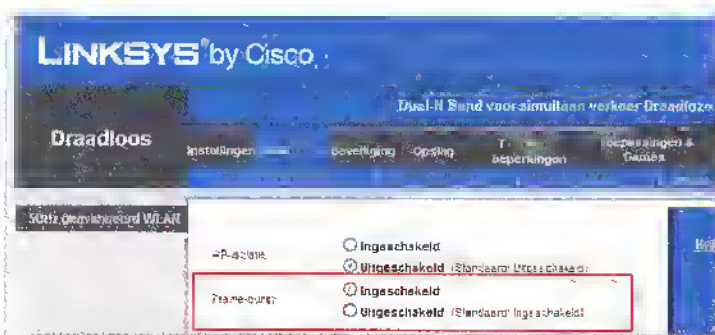 LINKSYS by Cisco
Dual-N Band voor simultaan verkeer Draadloze
Draadloos
Instellingen Beveiliging Opslag
beperkingen
Toepassingen &
Games
5GHz geavanceerd WLAN
Ingeschakeld
Uitgeschakeld (Standaard: Uitgeschakeld)
Frame-burst
Ingeschakeld
Uitgeschakeld (Standaard: Ingeschakeld)